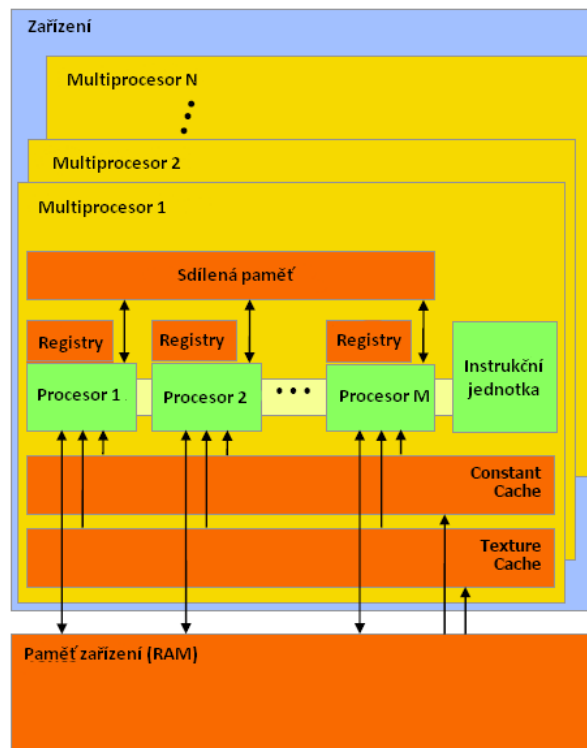 Zařízení
Multiprocesor N
Multiprocesor 2
Multiprocesor 1
Sdílená paměť
Registry
Registry
Registry
Procesor 1
Procesor 2
Procesor M
Instrukční
jednotka
Constant
Cache
Texture
Cache
Paměť zařízení (RAM)